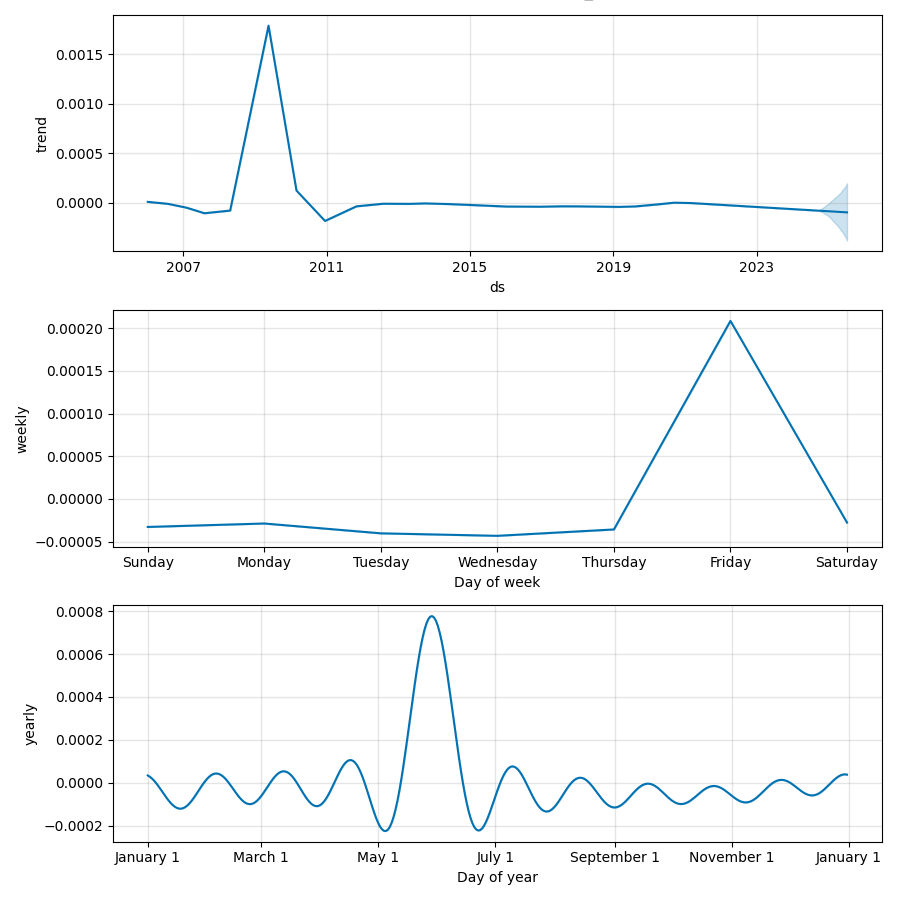 0.0015
0.0010
0.0005
0.0000
trend
2007 2011 2015 2019 2023
ds
0.00020
0.00015
0.00010
0.00005
0.00000
−0.00005
weekly
Sunday Monday Tuesday Wednesday Thursday Friday Saturday
Day of week
0.0008
0.0006
0.0004
0.0002
0.0000
−0.0002
yearly
January 1 March 1 May 1 July 1 September 1 November 1 January 1
Day of year